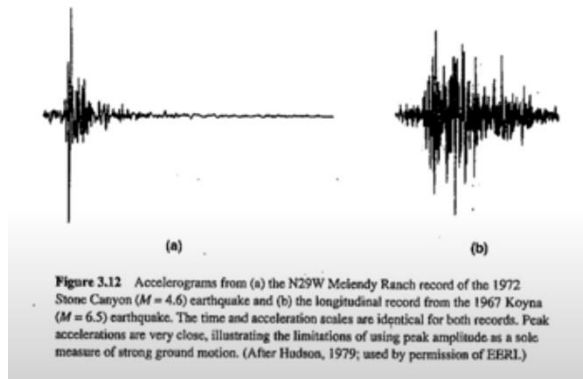 (a)
(b)
Figure 3.12 Accelerograms from (a) the N29W Melendy Ranch record of the 1972
Stone Canyon (M = 4.6) earthquake and (b) the longitudinal record from the 1967 Koyna
(M = 6.5) earthquake. The time and acceleration scales are identical for both records. Peak
accelerations are very close, illustrating the limitations of using peak amplitude as a sole
measure of strong ground motion. (After Hudson, 1979; used by permission of EERI.)